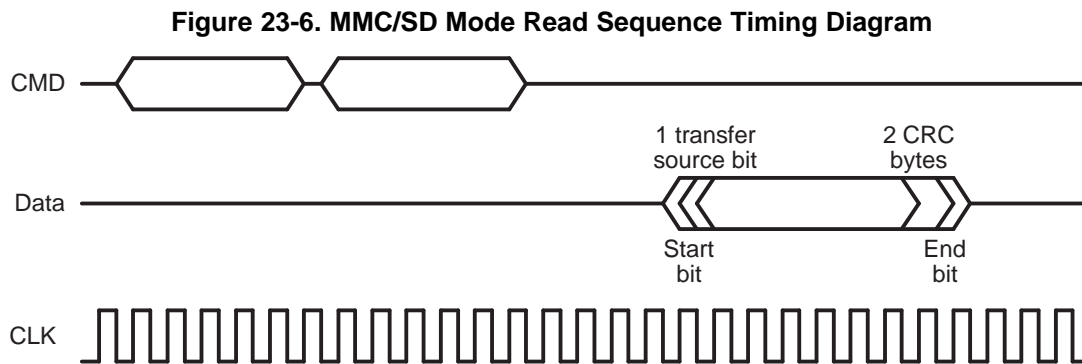 Figure 23-6. MMC/SD Mode Read Sequence Timing Diagram
CMD
1 transfer
source bit
2 CRC
bytes
Data
Start
bit
End
bit
CLK